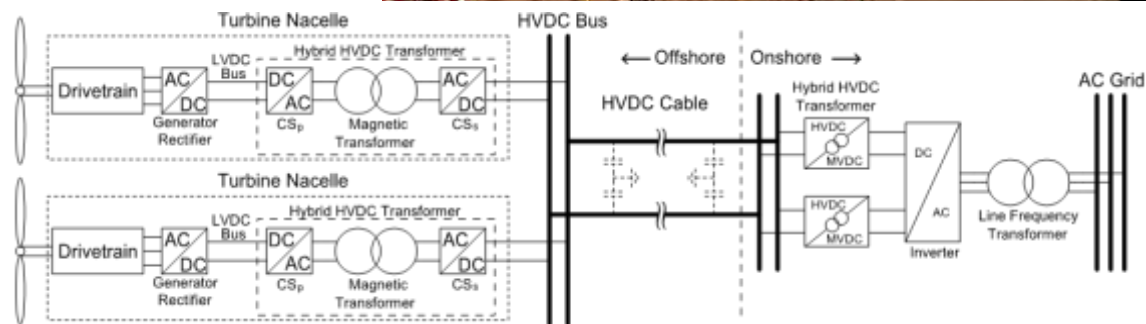 Turbine Nacelle
Hybrid HVDC Transformer
LVDC
Bus
Drivetrain
AC
DC
Generator
Rectifier
DC
AC
CSp
Magnetic
Transformer
AC
DC
CSs
Turbine Nacelle
Hybrid HVDC Transformer
LVDC
Bus
Drivetrain
AC
DC
Generator
Rectifier
DC
AC
CSp
Magnetic
Transformer
AC
DC
CSs
HVDC Bus
← Offshore
Onshore →
HVDC Cable
Hybrid HVDC
Transformer
HVDC
MVDC
HVDC
MVDC
DC
AC
Inverter
Line Frequency
Transformer
AC Grid